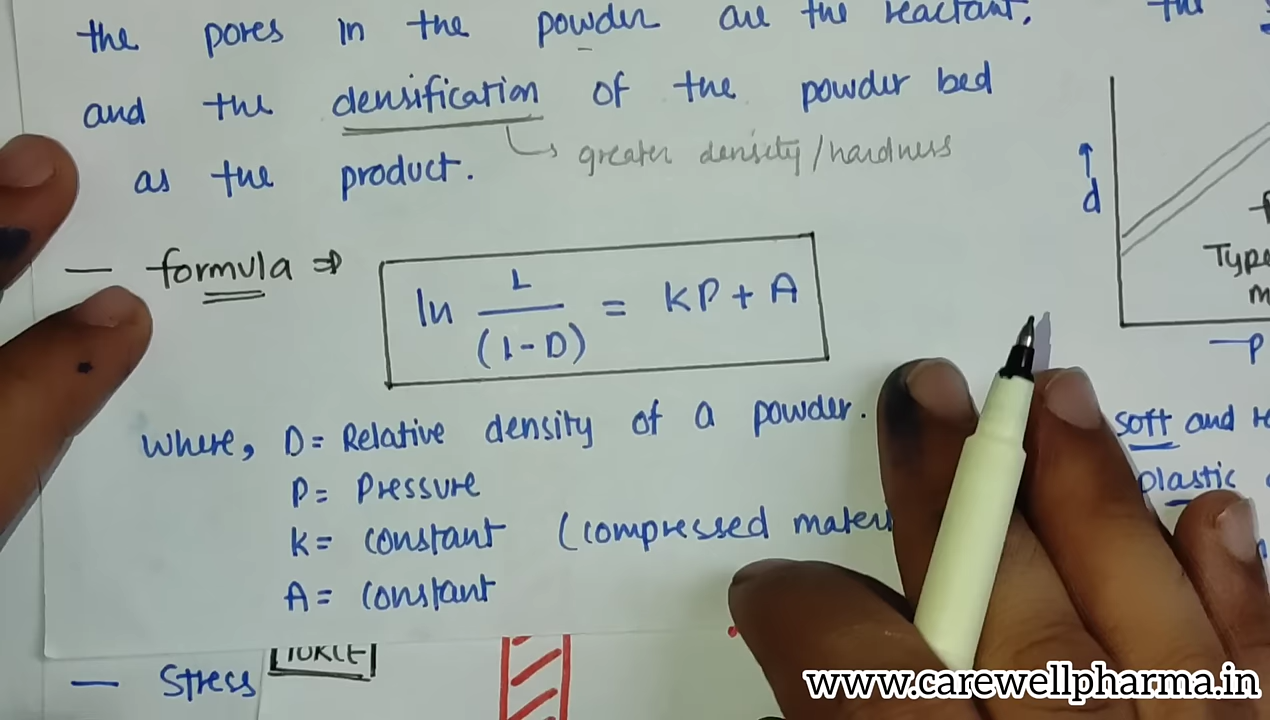 the pores in the powder are the reactant,
and the densification of the powder bed
↳ greater density/hardness
as the product.
— formula ⇒
ln 1/(1-D) = KP + A
where, D = Relative density of a powder.
P = Pressure
K = constant (compressed
A = constant
— Stress
the
↑
d
Type
—P
soft and
plastic
www.carewellpharma.in